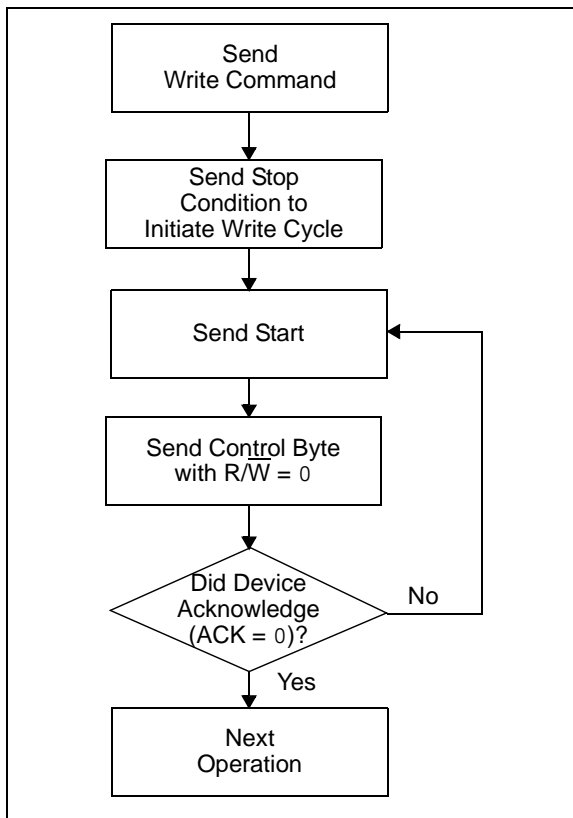 Send
Write Command
Send Stop
Condition to
Initiate Write Cycle
Send Start
Send Control Byte
with R/W̅ = 0
Did Device
Acknowledge
(ACK = 0)?
No
Yes
Next
Operation